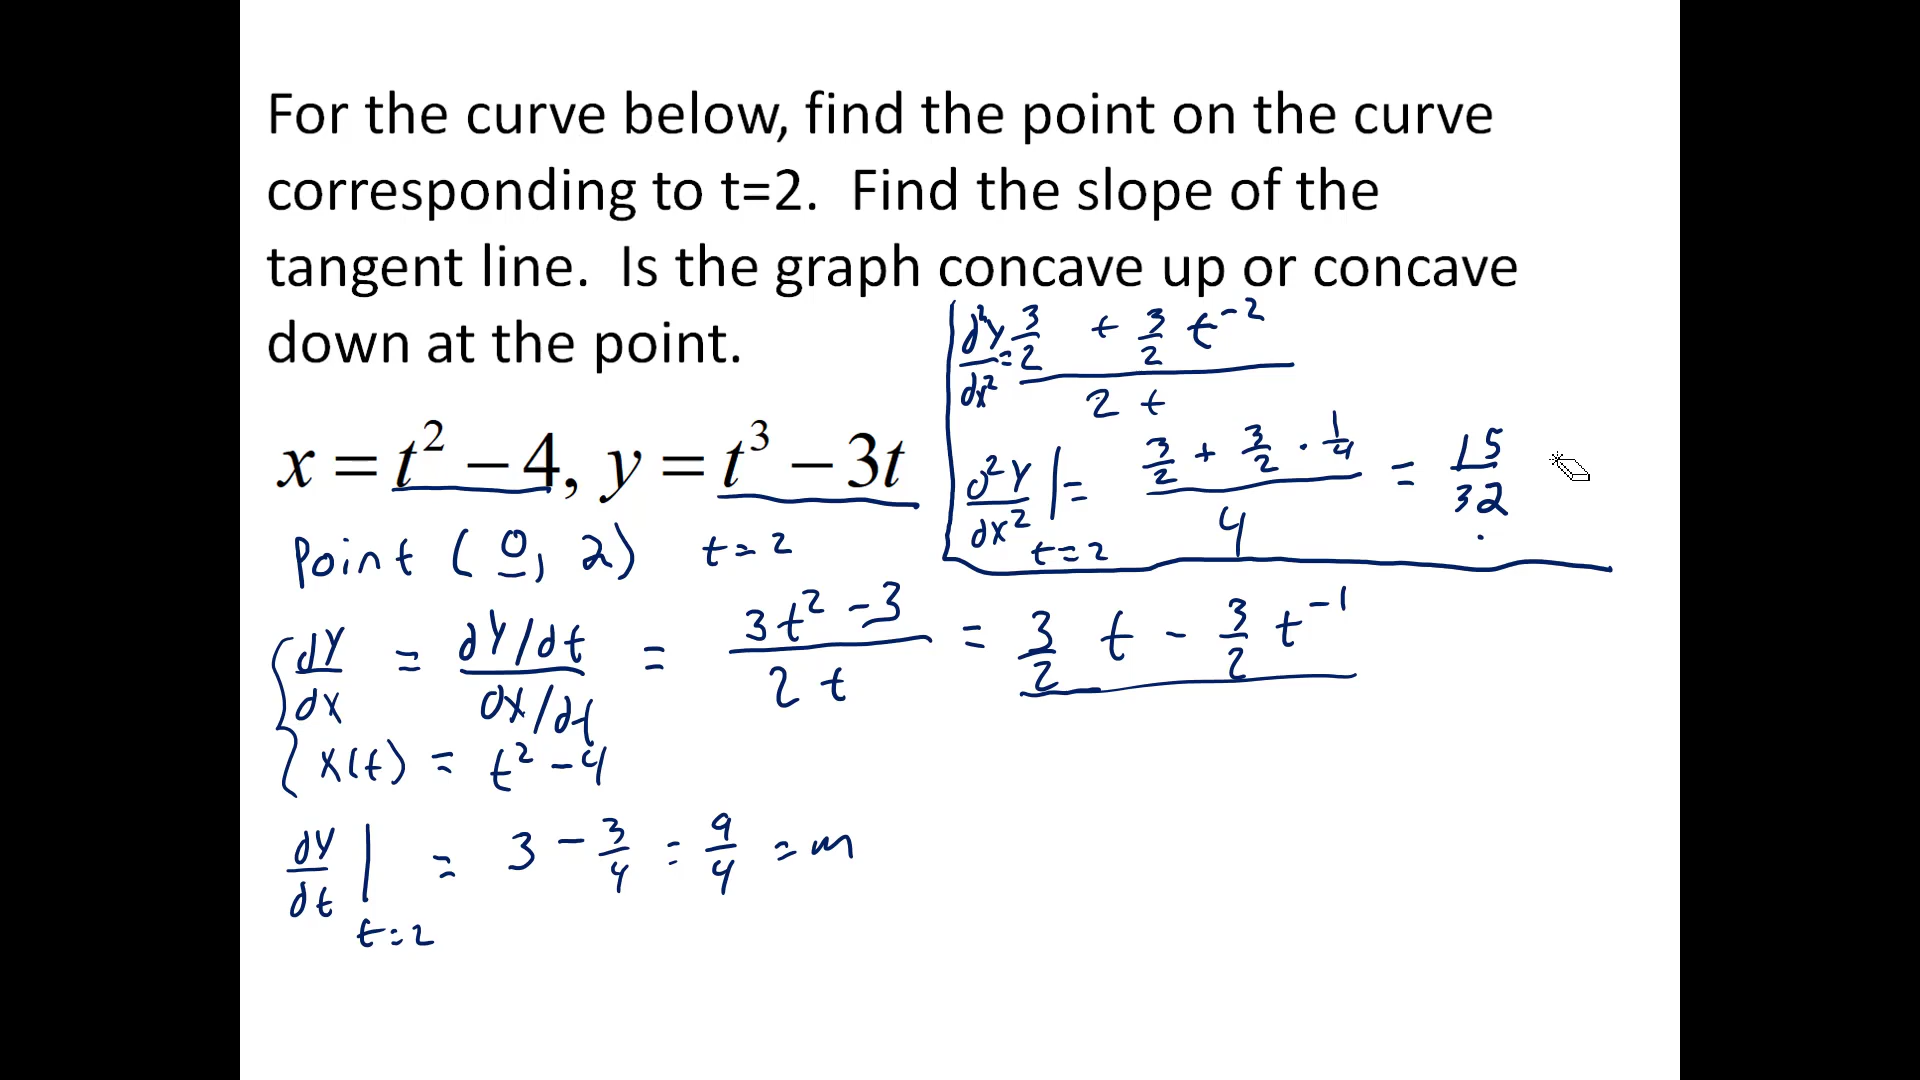 For the curve below, find the point on the curve
corresponding to t=2.  Find the slope of the
tangent line.  Is the graph concave up or concave
down at the point.
d²y/dx² = (3/2 + 3/2 t⁻²)/(2t)
x = t² − 4, y = t³ − 3t
d²y/dx² |t=2 = (3/2 + 3/2 · 1/4)/4 = 15/32
Point (0, 2) t=2
dy/dx = (dy/dt)/(dx/dt) = (3t² − 3)/(2t) = 3/2 t − 3/2 t⁻¹
x(t) = t² − 4
dy/dt |t=2 = 3 − 3/4 = 9/4 = m